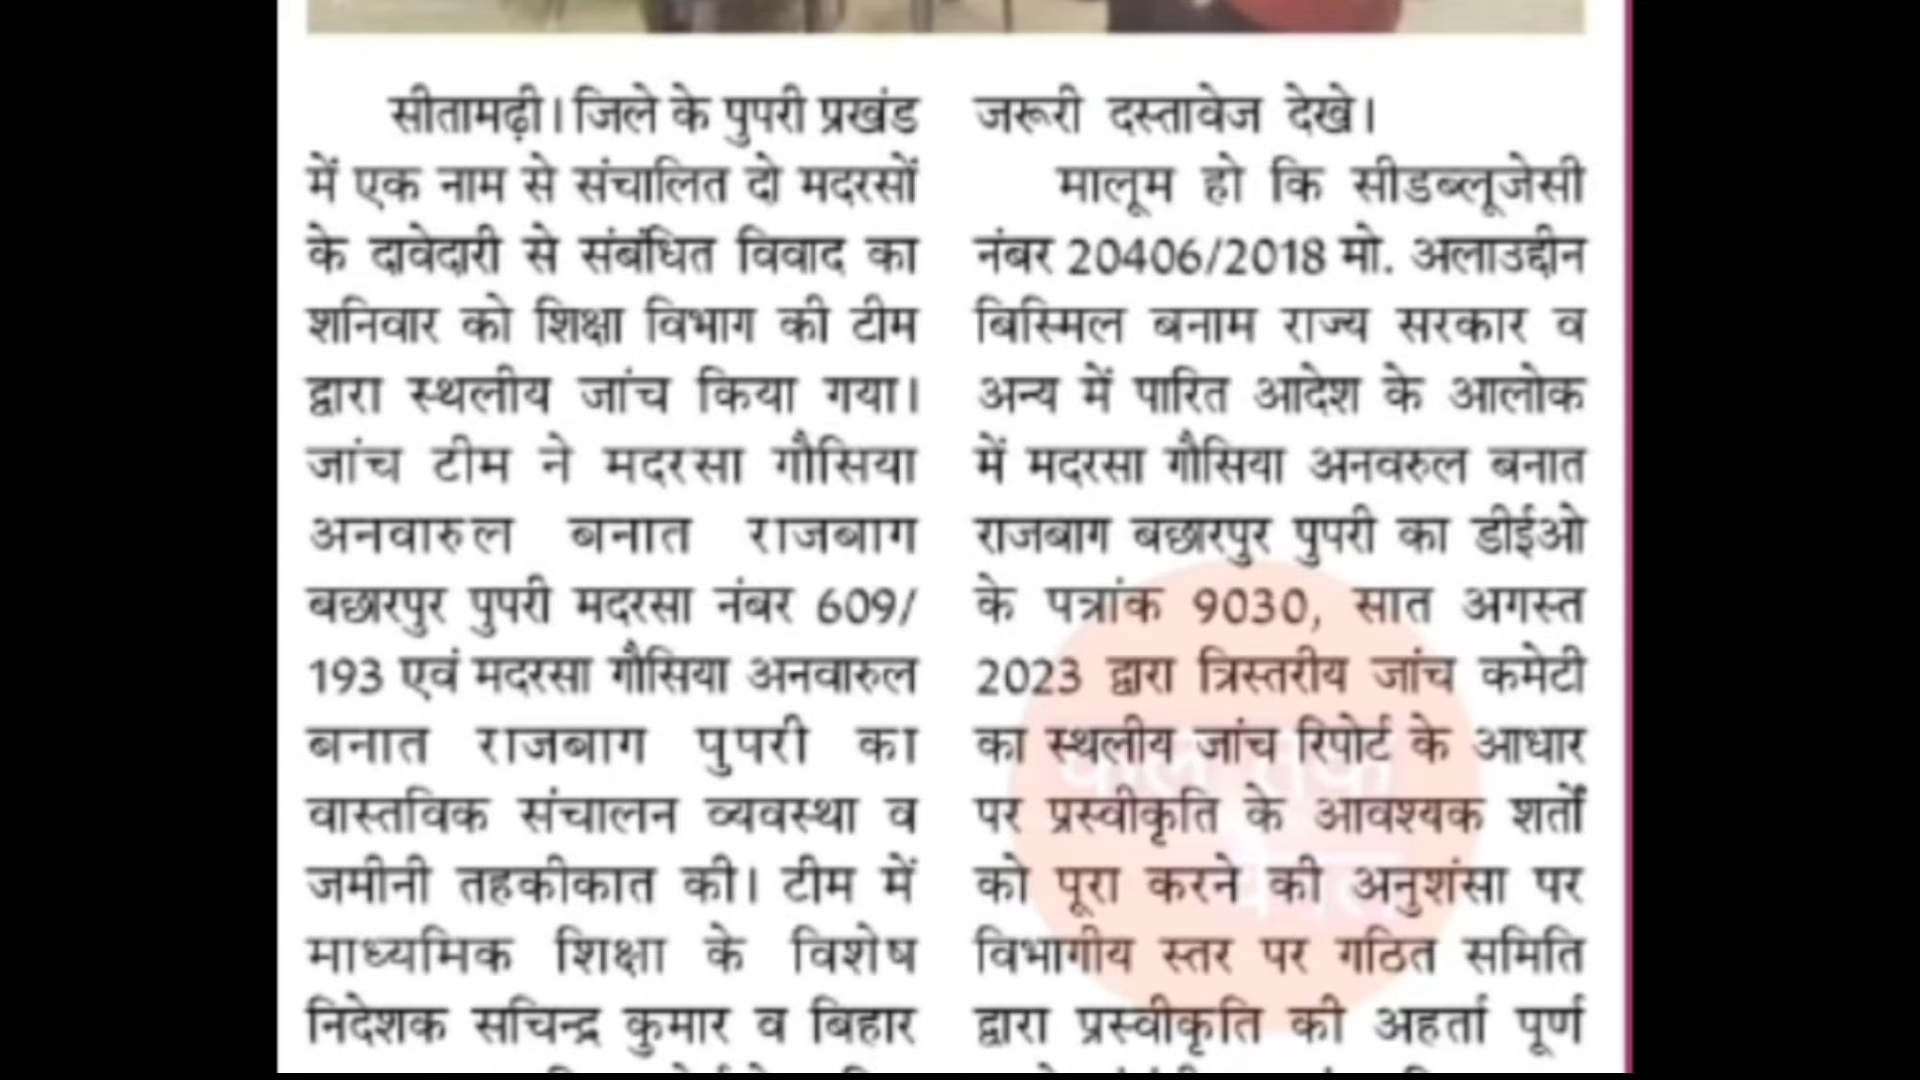 सीतामढ़ी। जिले के पुपरी प्रखंड
में एक नाम से संचालित दो मदरसों
के दावेदारी से संबंधित विवाद का
शनिवार को शिक्षा विभाग की टीम
द्वारा स्थलीय जांच किया गया।
जांच टीम ने मदरसा गौसिया
अनवारुल बनात राजबाग
बछारपुर पुपरी मदरसा नंबर 609/
193 एवं मदरसा गौसिया अनवारुल
बनात राजबाग पुपरी का
वास्तविक संचालन व्यवस्था व
जमीनी तहकीकात की। टीम में
माध्यमिक शिक्षा के विशेष
निदेशक सचिन्द्र कुमार व बिहार
जरूरी दस्तावेज देखे।
मालूम हो कि सीडब्लूजेसी
नंबर 20406/2018 मो. अलाउद्दीन
बिस्मिल बनाम राज्य सरकार व
अन्य में पारित आदेश के आलोक
में मदरसा गौसिया अनवरुल बनात
राजबाग बछारपुर पुपरी का डीईओ
के पत्रांक 9030, सात अगस्त
2023 द्वारा त्रिस्तरीय जांच कमेटी
का स्थलीय जांच रिपोर्ट के आधार
पर प्रस्वीकृति के आवश्यक शर्तों
को पूरा करने की अनुशंसा पर
विभागीय स्तर पर गठित समिति
द्वारा प्रस्वीकृति की अहर्ता पूर्ण